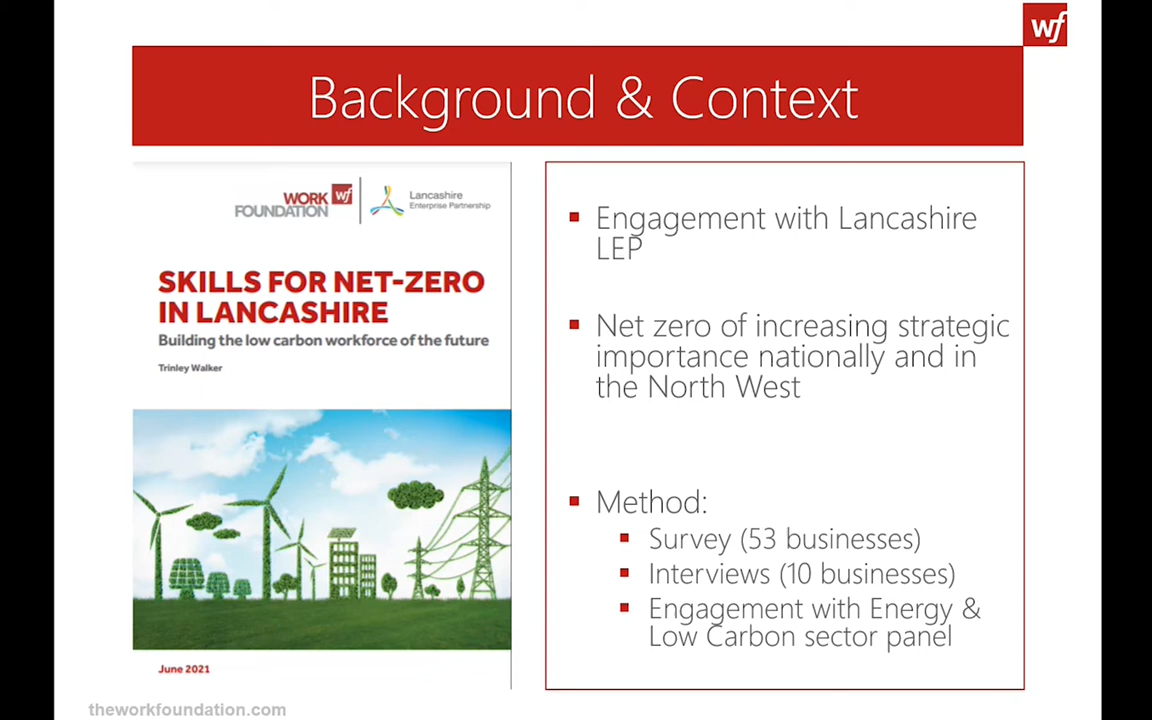 wf
Background & Context
WORK wf
FOUNDATION
Lancashire
Enterprise Partnership
SKILLS FOR NET-ZERO
IN LANCASHIRE
Building the low carbon workforce of the future
Trinley Walker
June 2021
Engagement with Lancashire
LEP
Net zero of increasing strategic
importance nationally and in
the North West
Method:
Survey (53 businesses)
Interviews (10 businesses)
Engagement with Energy &
Low Carbon sector panel
theworkfoundation.com